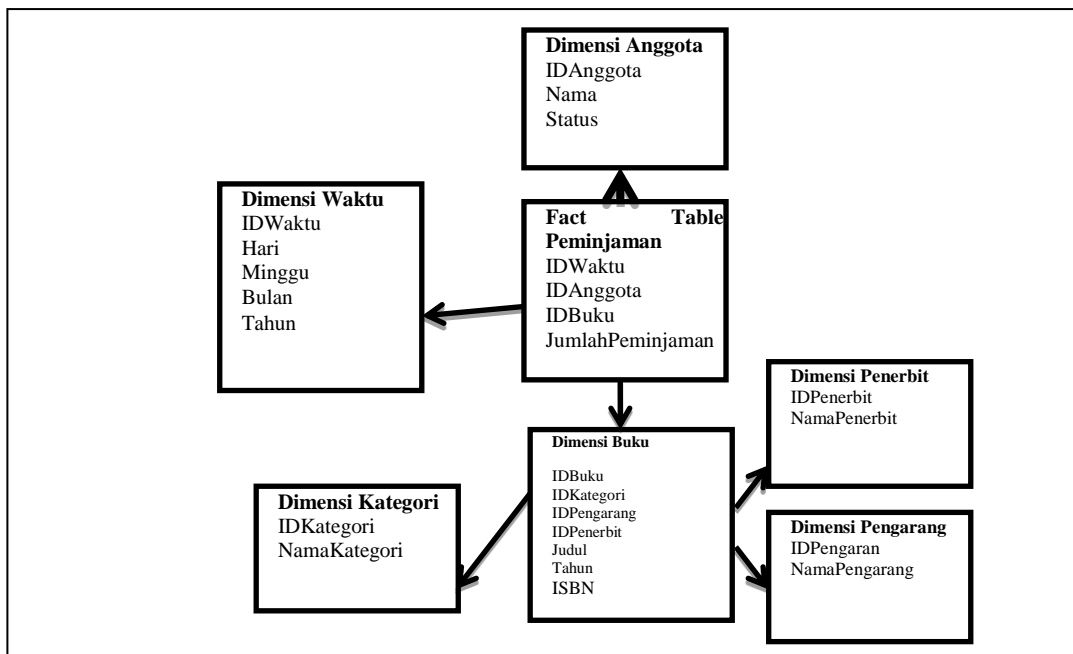 Dimensi Anggota
IDAnggota
Nama
Status
Dimensi Waktu
IDWaktu
Hari
Minggu
Bulan
Tahun
Fact Table
Peminjaman
IDWaktu
IDAnggota
IDBuku
JumlahPeminjaman
Dimensi Penerbit
IDPenerbit
NamaPenerbit
Dimensi Buku
IDBuku
IDKategori
IDPengarang
IDPenerbit
Judul
Tahun
ISBN
Dimensi Kategori
IDKategori
NamaKategori
Dimensi Pengarang
IDPengaran
NamaPengarang